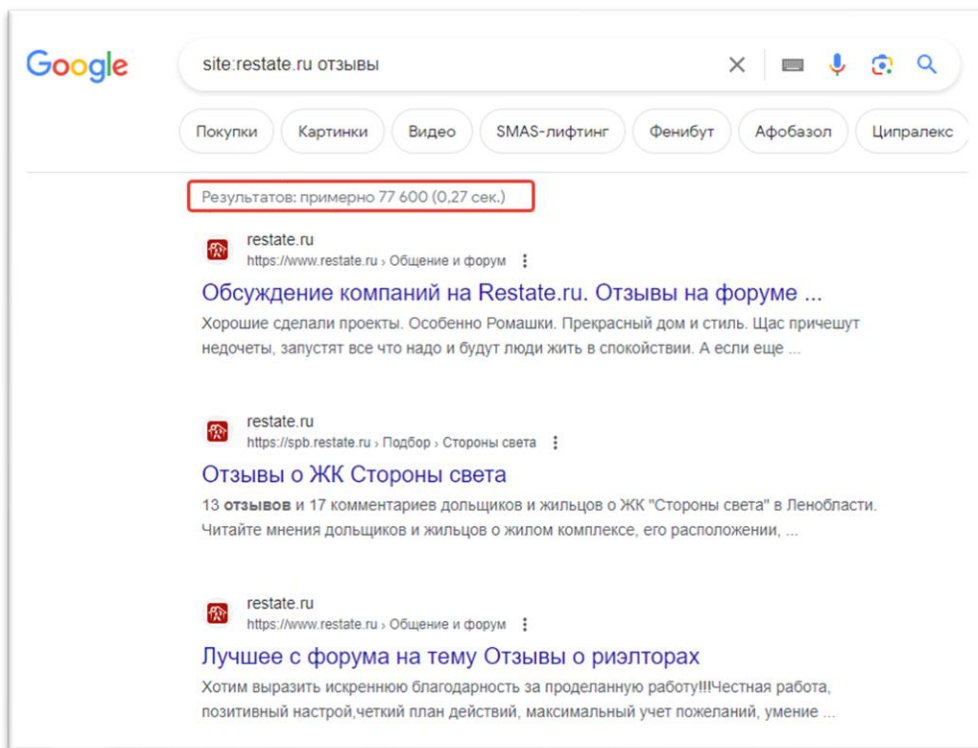 Google
site:restate.ru отзывы
Покупки Картинки Видео SMAS-лифтинг Фенибут Афобазол Ципралекс
Результатов: примерно 77 600 (0,27 сек.)
restate.ru
https://www.restate.ru › Общение и форум
Обсуждение компаний на Restate.ru. Отзывы на форуме ...
Хорошие сделали проекты. Особенно Ромашки. Прекрасный дом и стиль. Щас причешут
недочеты, запустят все что надо и будут люди жить в спокойствии. А если еще ...
restate.ru
https://spb.restate.ru › Подбор › Стороны света
Отзывы о ЖК Стороны света
13 отзывов и 17 комментариев дольщиков и жильцов о ЖК "Стороны света" в Ленобласти.
Читайте мнения дольщиков и жильцов о жилом комплексе, его расположении, ...
restate.ru
https://www.restate.ru › Общение и форум
Лучшее с форума на тему Отзывы о риэлторах
Хотим выразить искреннюю благодарность за проделанную работу!!!Честная работа,
позитивный настрой,четкий план действий, максимальный учет пожеланий, умение ...